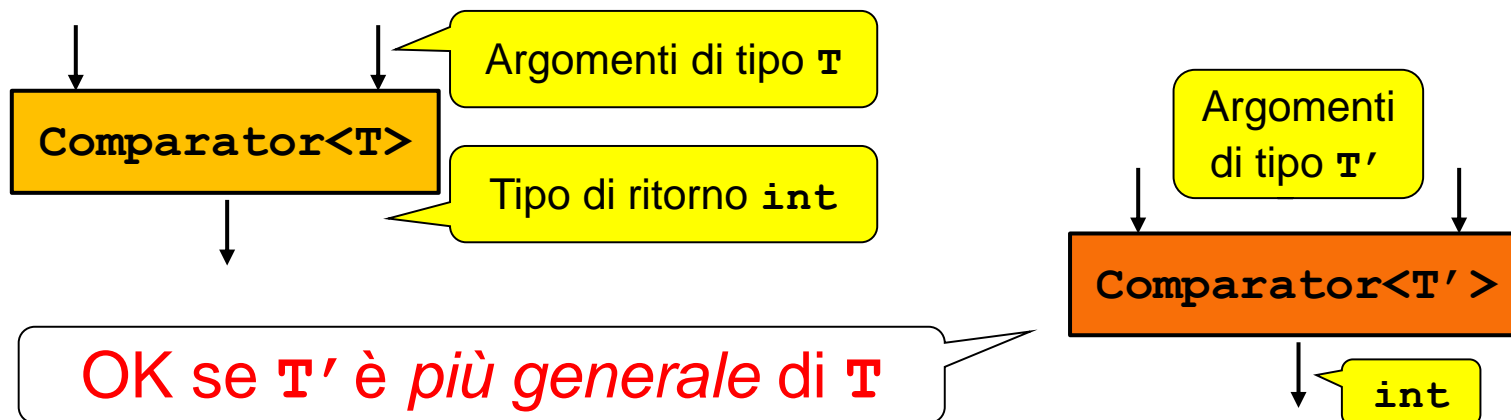 Argomenti di tipo T
Comparator<T>
Tipo di ritorno int
Argomenti
di tipo T’
Comparator<T’>
OK se T’ è più generale di T
int